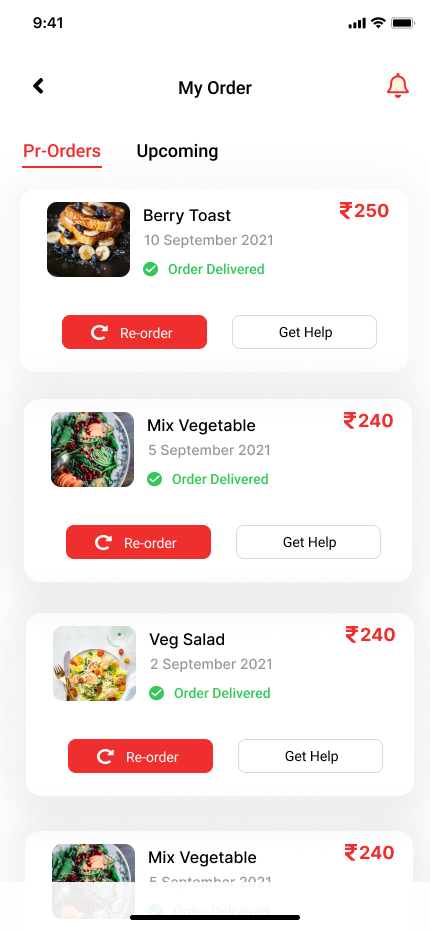 9:41
My Order
Pr-Orders Upcoming
Berry Toast ₹250
10 September 2021
Order Delivered
Re-order Get Help
Mix Vegetable ₹240
5 September 2021
Order Delivered
Re-order Get Help
Veg Salad ₹240
2 September 2021
Order Delivered
Re-order Get Help
Mix Vegetable ₹240
5 September 2021
Order Delivered